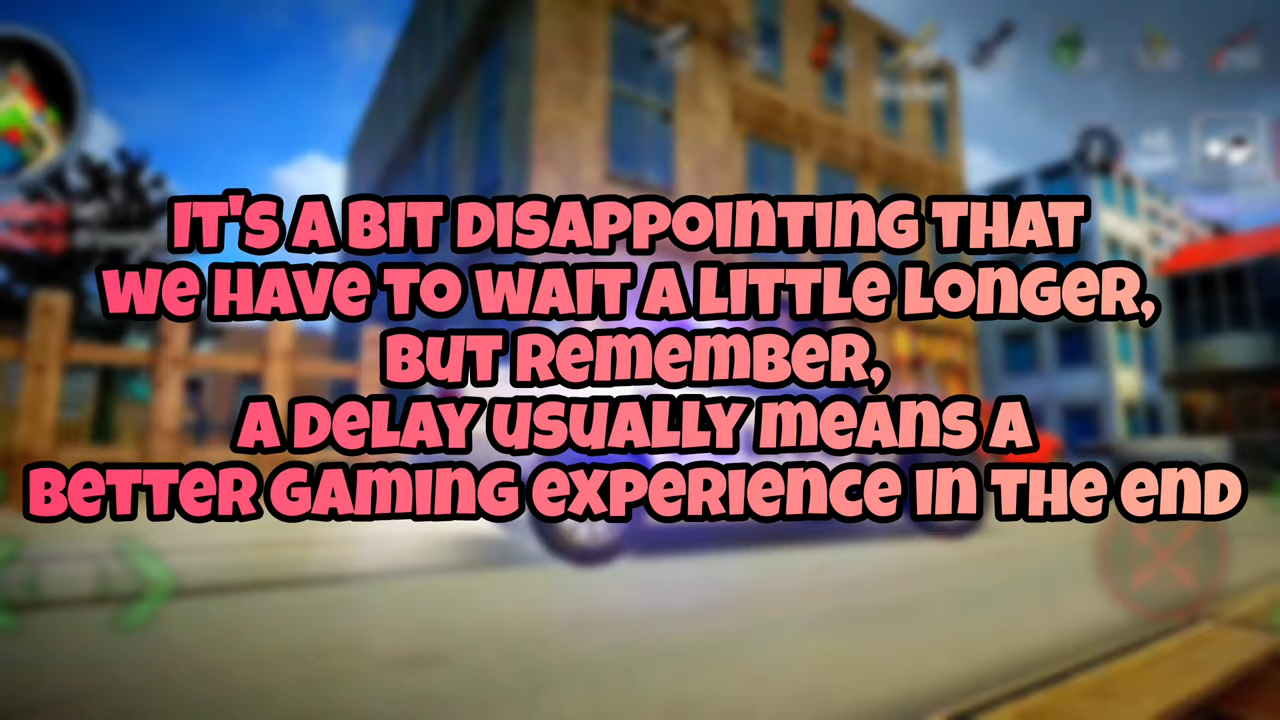 IT'S A BIT DISAPPOINTING THAT
WE HAVE TO WAIT A LITTLE LONGER,
BUT REMEMBER,
A DELAY USUALLY MEANS A
BETTER GAMING EXPERIENCE IN THE END